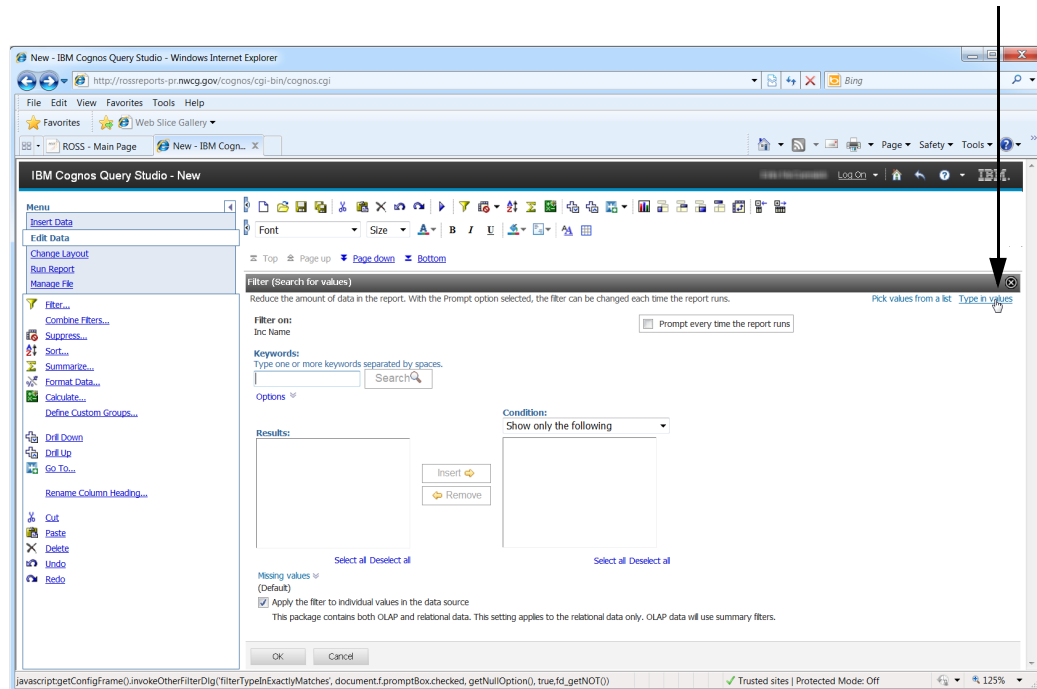 New - IBM Cognos Query Studio - Windows Internet Explorer
http://rossreports-pr.nwcg.gov/cognos/cgi-bin/cognos.cgi
Bing
File Edit View Favorites Tools Help
Favorites Web Slice Gallery
ROSS - Main Page New - IBM Cogn... X
Page Safety Tools
IBM Cognos Query Studio - New
Log On IBM.
Menu
Insert Data
Edit Data
Change Layout
Run Report
Manage File
Font Size A B I U
Top Page up Page down Bottom
Filter (Search for values)
Reduce the amount of data in the report. With the Prompt option selected, the filter can be changed each time the report runs.
Pick values from a list Type in values
Filter...
Combine Filters...
Suppress...
Sort...
Summarize...
Format Data...
Calculate...
Define Custom Groups...
Drill Down
Drill Up
Go To...
Rename Column Heading...
Cut
Paste
Delete
Undo
Redo
Filter on:
Inc Name
Prompt every time the report runs
Keywords:
Type one or more keywords separated by spaces.
Search
Options
Condition:
Show only the following
Results:
Insert
Remove
Select all Deselect all
Select all Deselect all
Missing values
(Default)
Apply the filter to individual values in the data source
This package contains both OLAP and relational data. This setting applies to the relational data only. OLAP data will use summary filters.
OK Cancel
javascript:getConfigFrame().invokeOtherFilterDlg('filterTypeInExactlyMatches', document.f.promptBox.checked, getNullOption(), true,fd_getNOT())
Trusted sites | Protected Mode: Off
125%